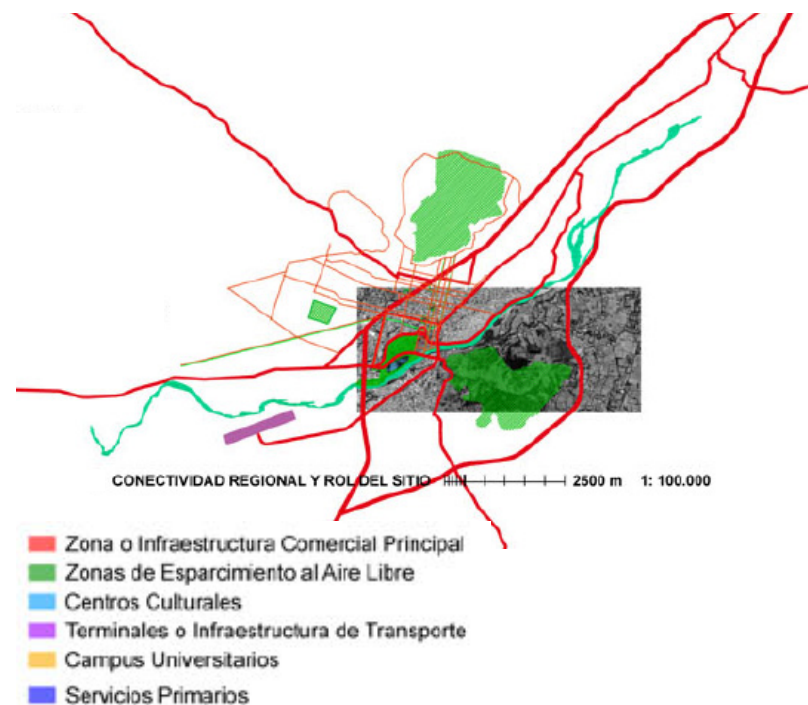 CONECTIVIDAD REGIONAL Y ROL DEL SITIO 2500 m 1: 100.000
Zona o Infraestructura Comercial Principal
Zonas de Esparcimiento al Aire Libre
Centros Culturales
Terminales o Infraestructura de Transporte
Campus Universitarios
Servicios Primarios